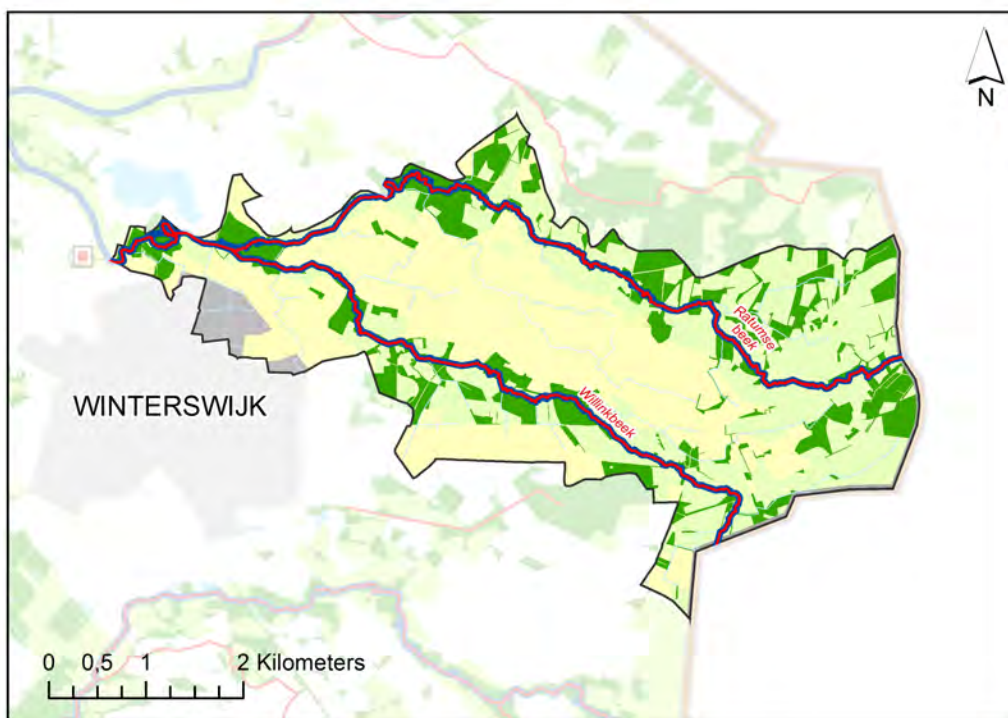 N
Ratumse
beek
Willinkbeek
WINTERSWIJK
0 0,5 1 2 Kilometers